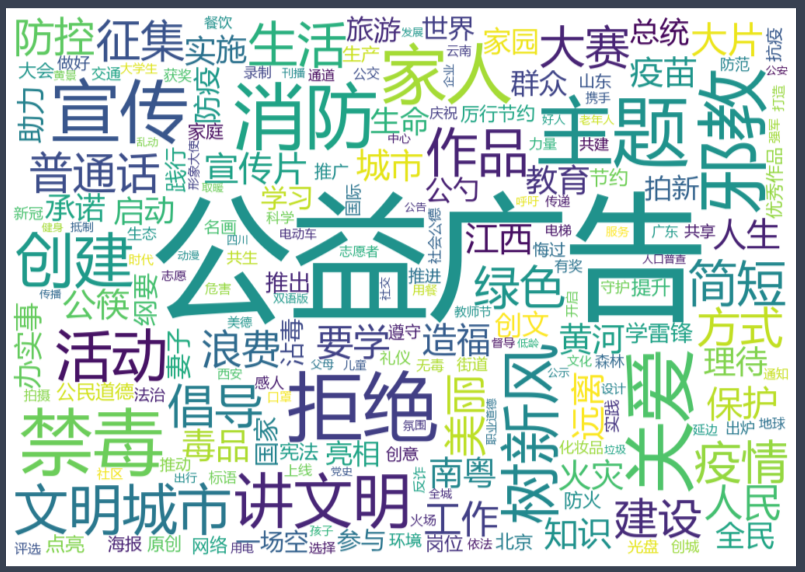 防控
征集
餐饮
实施
生活
旅游
发展
世界
云南
家园
大赛
总统
大片
抗疫
做好
黄皇
交通
大会
大学生
获奖
录制
刊播
通道
生产
公交
家人
企业
群众
山东
携手
疫苗
防范
公安
助力
宣传
防疫
消防
生命
庆祝
厉行节约
好人
老年人
主题
邪教
打造
强军
优秀作品
乱动
家庭
形象大使
中心
力量
共建
作品
普通话
践行
宣传片
推广
城市
教育
节约
拍新
取暖
学习
国际
公勺
呼吁
传递
新冠
承诺
启动
名画
科学
公告
社会公德
江西
电梯
服务
广东
共享
人生
公益广告
健身
抵制
生态
四川
电动车
志愿者
悔过
人口普查
创建
时代
志愿
动漫
共生
推出
推进
有奖
绿色
守护
提升
简短
传播
公筷
纲要
危害
双语版
社交
用餐
教师节
开启
办实事
美德
沾毒
遵守
创文
黄河
学雷锋
方式
活动
妻子
浪费
要学
造福
督导
低龄
理待
西安
父母
儿童
礼仪
无毒
街道
公示
文化
森林
通知
拍摄
公民道德
法治
感人
口罩
拒绝
美丽
职业道德
树新风
远离
设计
实践
关爱
保护
地球
倡导
氛围
延边
出炉
禁毒
毒品
国家
宪法
亮相
创意
化妆品
垃圾
疫情
社区
推动
标语
上线
党史
反诈
南粤
火灾
出行
全城
防火
人民
文明城市
讲文明
火场
工作
知识
建设
全民
评选
点亮
海报
原创
网络
用电
一场空
孩子
选择
参与
环境
岗位
依法
北京
光盘
创城